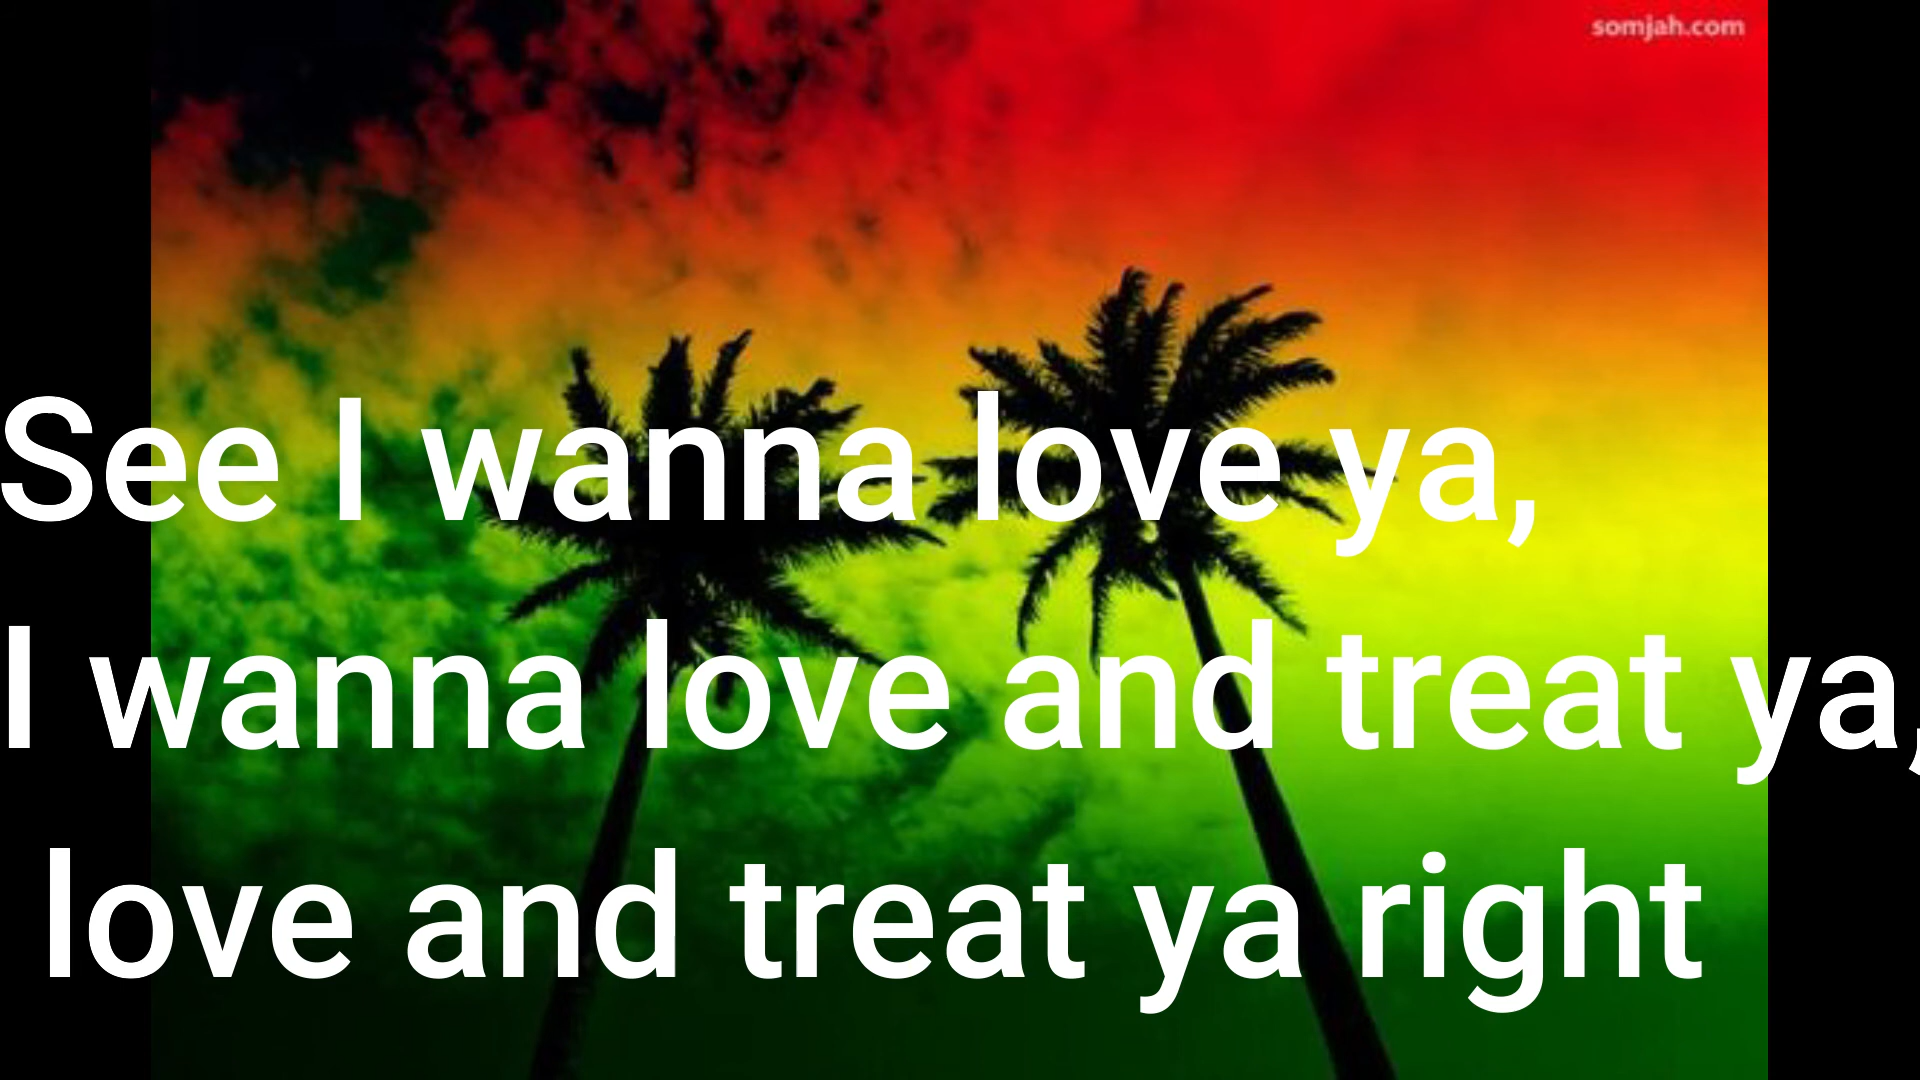 somjah.com
See I wanna love ya,
I wanna love and treat ya,
love and treat ya right